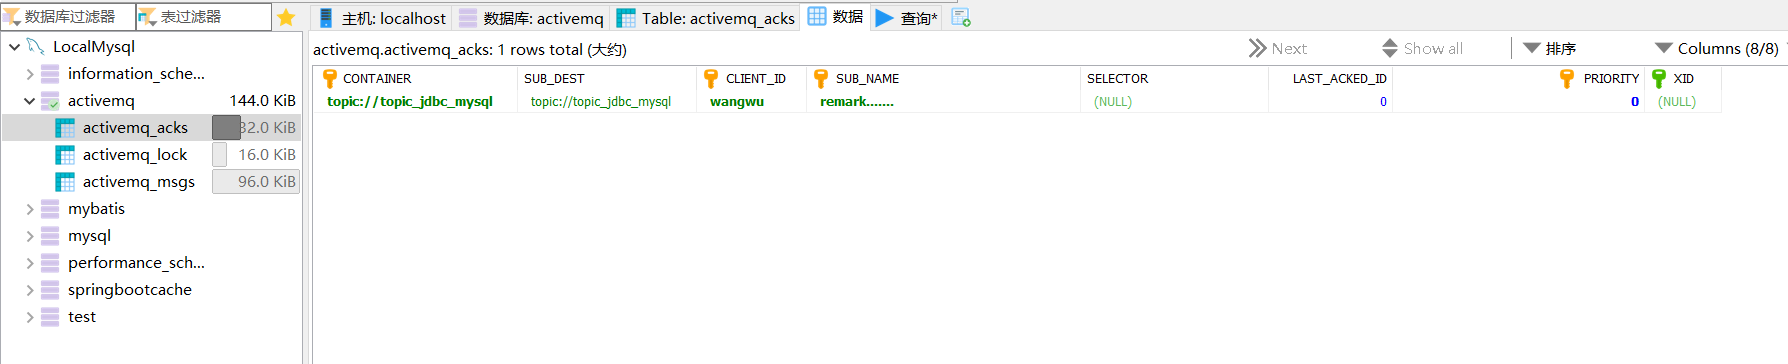 数据库过滤器 表过滤器
主机: localhost 数据库: activemq Table: activemq_acks 数据 查询*
LocalMysql
information_sche...
activemq 144.0 KiB
activemq_acks 32.0 KiB
activemq_lock 16.0 KiB
activemq_msgs 96.0 KiB
mybatis
mysql
performance_sch...
springbootcache
test
activemq.activemq_acks: 1 rows total (大约) Next Show all 排序 Columns (8/8)
CONTAINER SUB_DEST CLIENT_ID SUB_NAME SELECTOR LAST_ACKED_ID PRIORITY XID
topic://topic_jdbc_mysql topic://topic_jdbc_mysql wangwu remark....... (NULL) 0 0 (NULL)